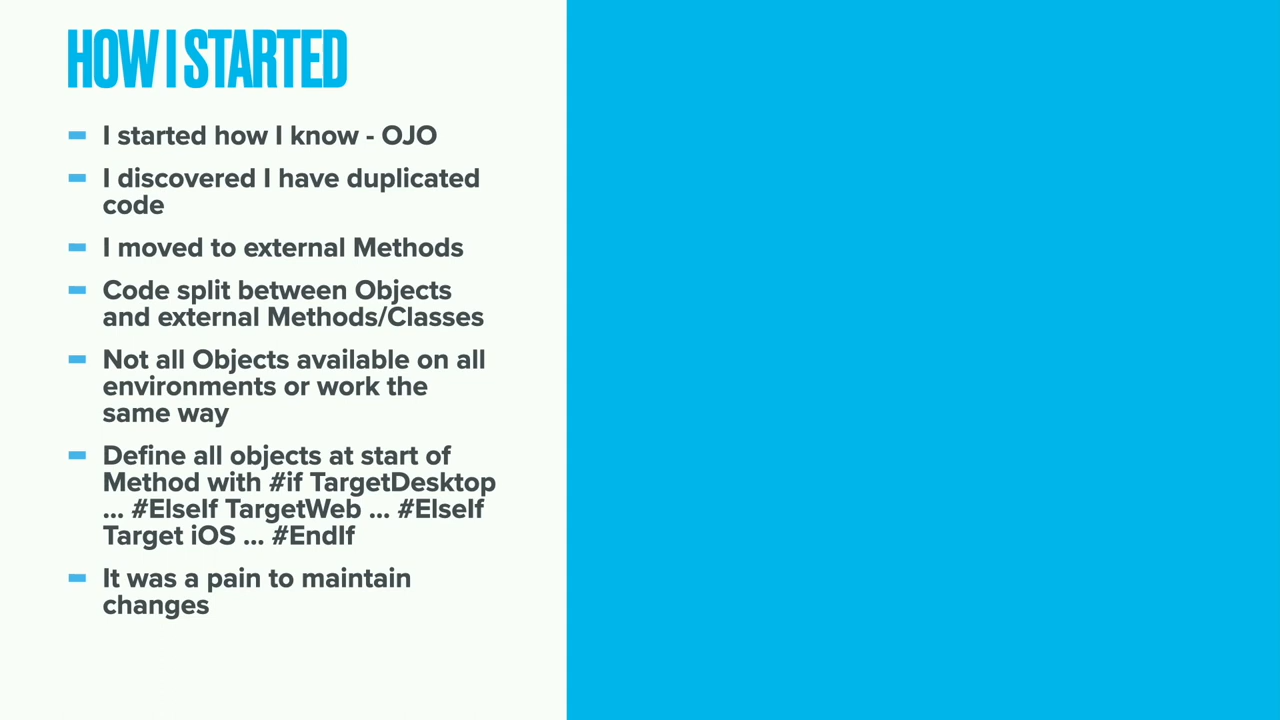 HOW I STARTED
I started how I know - OJO
I discovered I have duplicated
code
I moved to external Methods
Code split between Objects
and external Methods/Classes
Not all Objects available on all
environments or work the
same way
Define all objects at start of
Method with #if TargetDesktop
... #ElseIf TargetWeb ... #ElseIf
Target iOS ... #EndIf
It was a pain to maintain
changes